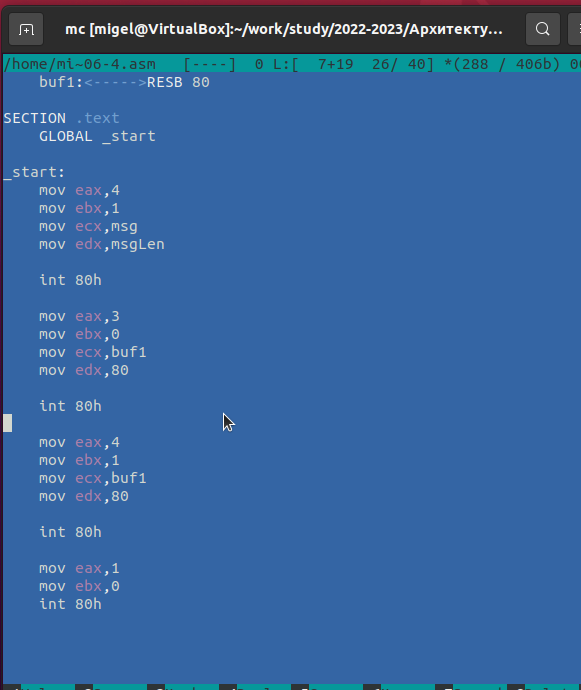 mc [migel@VirtualBox]:~/work/study/2022-2023/Архитекту...
/home/mi~06-4.asm [----] 0 L:[ 7+19 26/ 40] *(288 / 406b)
buf1:<----->RESB 80
SECTION .text
GLOBAL _start
_start:
mov eax,4
mov ebx,1
mov ecx,msg
mov edx,msgLen
int 80h
mov eax,3
mov ebx,0
mov ecx,buf1
mov edx,80
int 80h
mov eax,4
mov ebx,1
mov ecx,buf1
mov edx,80
int 80h
mov eax,1
mov ebx,0
int 80h